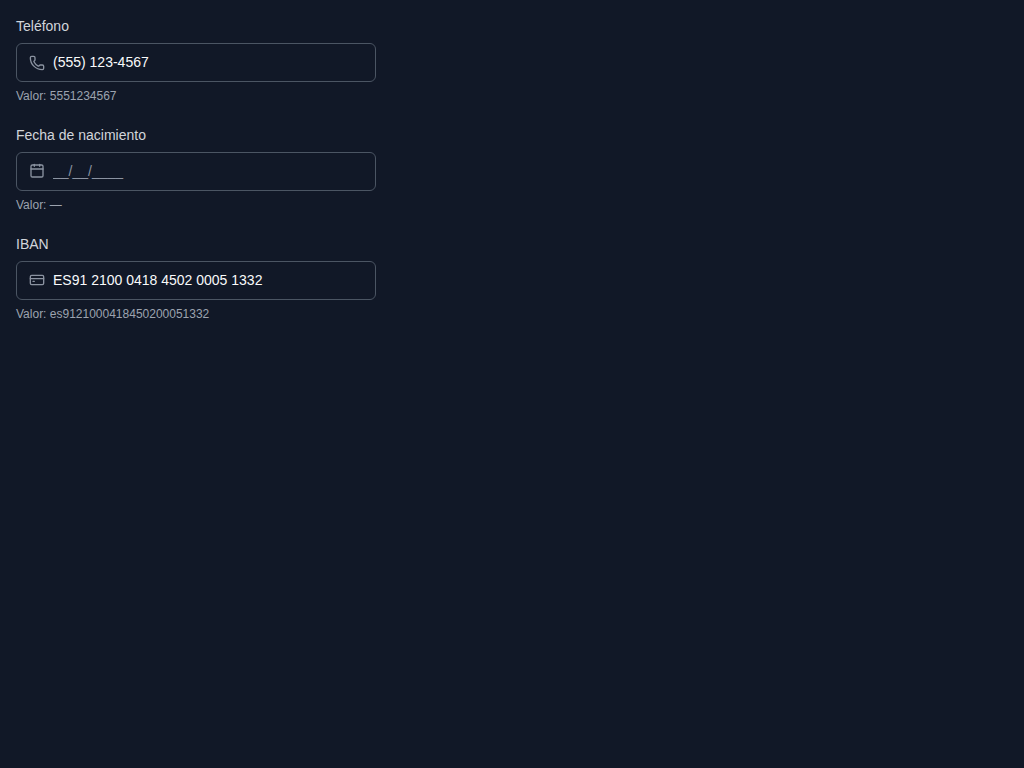 Teléfono
(555) 123-4567
Valor: 5551234567
Fecha de nacimiento
__/__/____
Valor: —
IBAN
ES91 2100 0418 4502 0005 1332
Valor: es9121000418450200051332